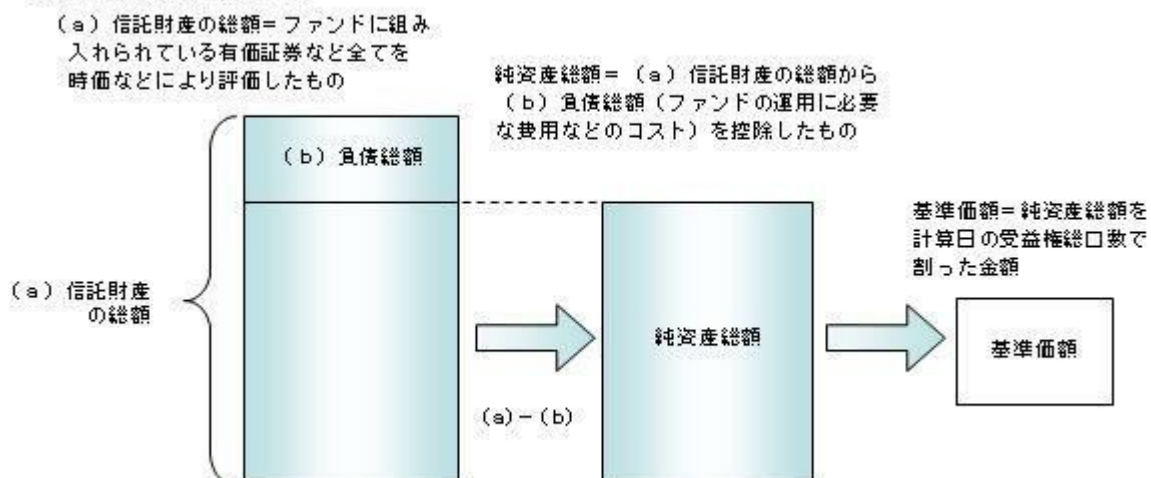 (a)信託財産の総額=ファンドに組み
入れられている有価証券など全てを
時価などにより評価したもの
純資産総額=(a)信託財産の総額から
(b)負債総額(ファンドの運用に必要
な費用などのコスト)を控除したもの
(b)負債総額
基準価額=純資産総額を
計算日の受益権総口数で
割った金額
(a)信託財産
の総額
純資産総額
基準価額
(a)-(b)